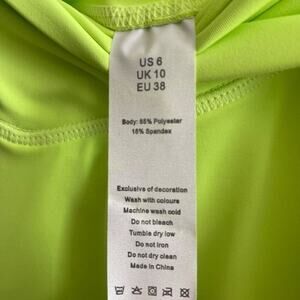 US 6
UK 10
EU 38
Body: 85% Polyester
15% Spandex
Exclusive of decoration
Wash with colours
Machine wash cold
Do not bleach
Tumble dry low
Do not iron
Do not dry clean
Made in China